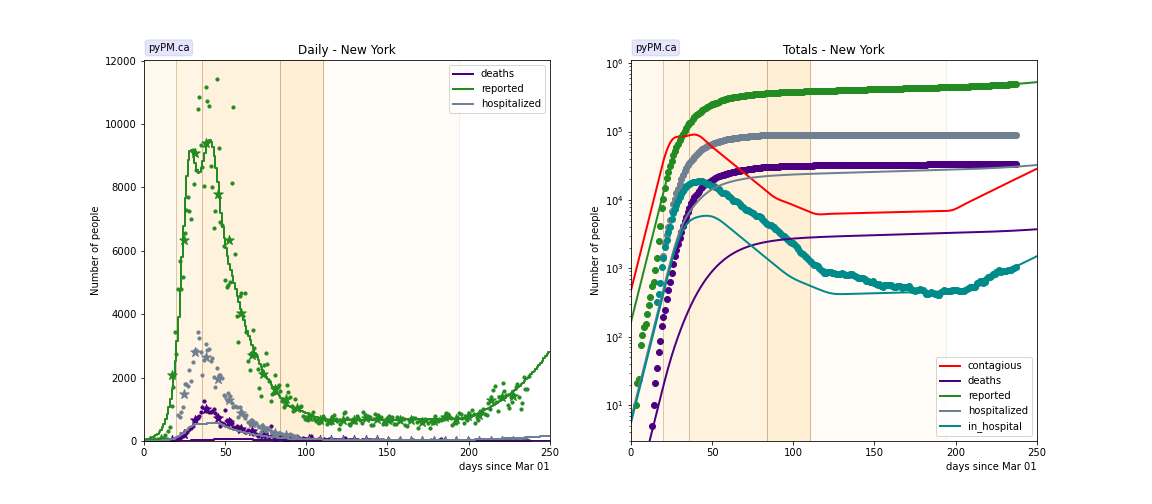 pyPM.ca
Daily - New York
Number of people
12000
10000
8000
6000
4000
2000
0
0 50 100 150 200 250
days since Mar 01
deaths
reported
hospitalized
pyPM.ca
Totals - New York
Number of people
10^6
10^5
10^4
10^3
10^2
10^1
0 50 100 150 200 250
days since Mar 01
contagious
deaths
reported
hospitalized
in_hospital